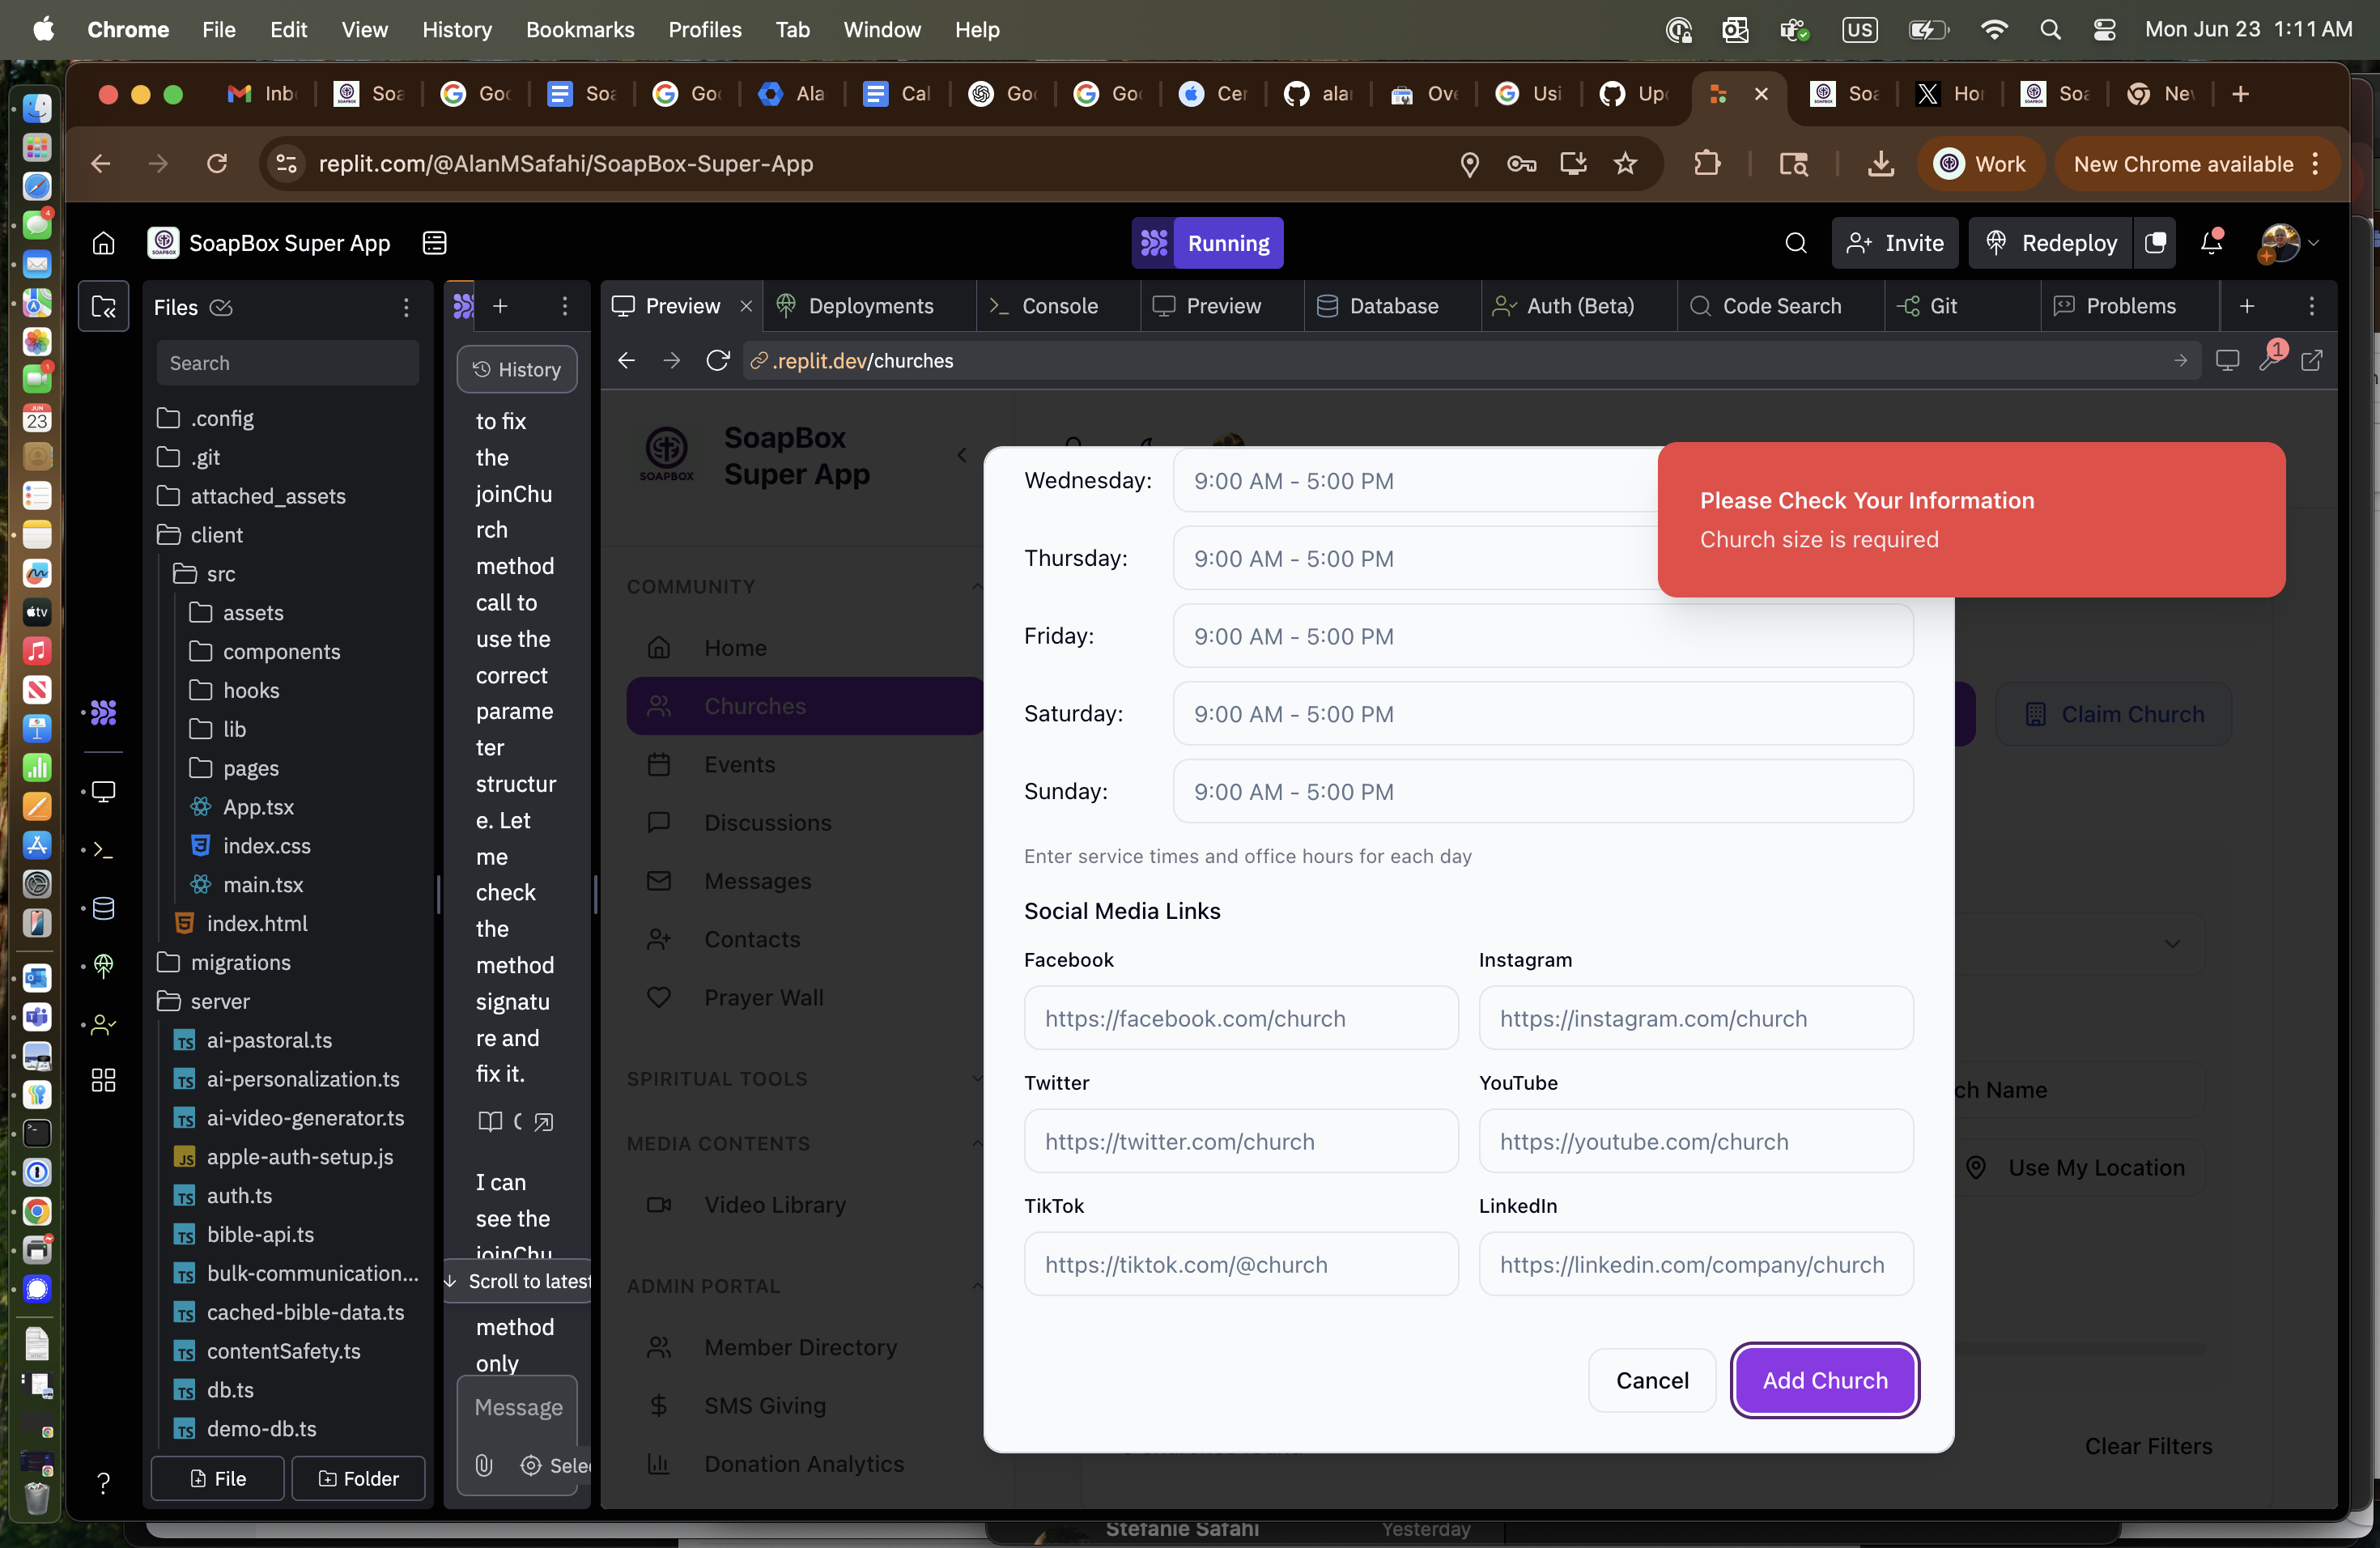 Chrome File Edit View History Bookmarks Profiles Tab Window Help
US
Mon Jun 23 1:11 AM
Inb
Soa
Goo
Soa
Goo
Ala
Cal
Goo
Goo
Cer
alar
Ove
Usi
Upd
Soa
Hor
Soa
Nev
replit.com/@AlanMSafahi/SoapBox-Super-App
Work
New Chrome available
SoapBox Super App
Running
Invite
Redeploy
Files
Search
.config
.git
attached_assets
client
src
assets
components
hooks
lib
pages
App.tsx
index.css
main.tsx
index.html
migrations
server
ai-pastoral.ts
ai-personalization.ts
ai-video-generator.ts
apple-auth-setup.js
auth.ts
bible-api.ts
bulk-communication...
cached-bible-data.ts
contentSafety.ts
db.ts
demo-db.ts
File
Folder
History
to fix
the
joinChu
rch
method
call to
use the
correct
parame
ter
structur
e. Let
me
check
the
method
signatu
re and
fix it.
I can
see the
joinChu
Scroll to latest
method
only
Message
Sele
Preview
Deployments
Console
Preview
Database
Auth (Beta)
Code Search
Git
Problems
.replit.dev/churches
1
SOAPBOX
SoapBox
Super App
COMMUNITY
Home
Churches
Events
Discussions
Messages
Contacts
Prayer Wall
SPIRITUAL TOOLS
MEDIA CONTENTS
Video Library
ADMIN PORTAL
Member Directory
SMS Giving
Donation Analytics
Wednesday: 9:00 AM - 5:00 PM
Thursday: 9:00 AM - 5:00 PM
Friday: 9:00 AM - 5:00 PM
Saturday: 9:00 AM - 5:00 PM
Sunday: 9:00 AM - 5:00 PM
Enter service times and office hours for each day
Social Media Links
Facebook
https://facebook.com/church
Instagram
https://instagram.com/church
Twitter
https://twitter.com/church
YouTube
https://youtube.com/church
TikTok
https://tiktok.com/@church
LinkedIn
https://linkedin.com/company/church
Cancel
Add Church
Please Check Your Information
Church size is required
Claim Church
ch Name
Use My Location
Clear Filters
Stefanie Safahi
Yesterday